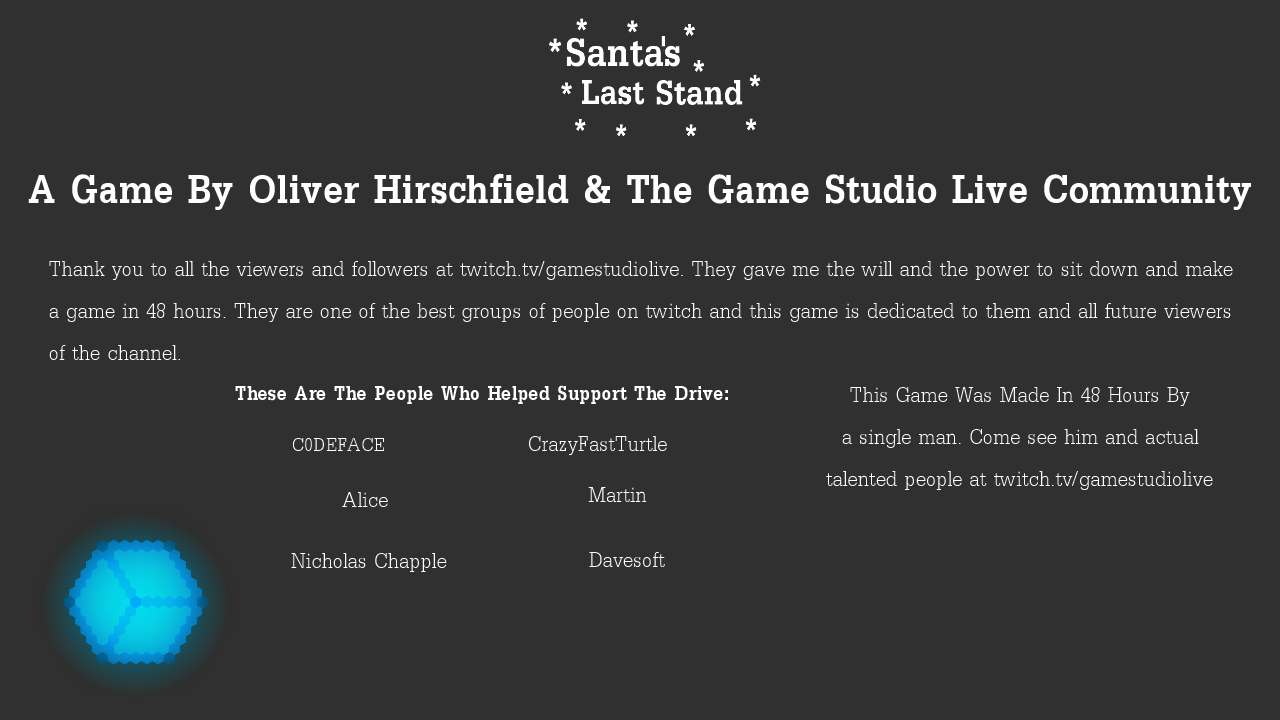 Santa's
Last Stand
A Game By Oliver Hirschfield & The Game Studio Live Community
Thank you to all the viewers and followers at twitch.tv/gamestudiolive. They gave me the will and the power to sit down and make
a game in 48 hours. They are one of the best groups of people on twitch and this game is dedicated to them and all future viewers
of the channel.
These Are The People Who Helped Support The Drive:
C0DEFACE
CrazyFastTurtle
Alice
Martin
Nicholas Chapple
Davesoft
This Game Was Made In 48 Hours By
a single man. Come see him and actual
talented people at twitch.tv/gamestudiolive